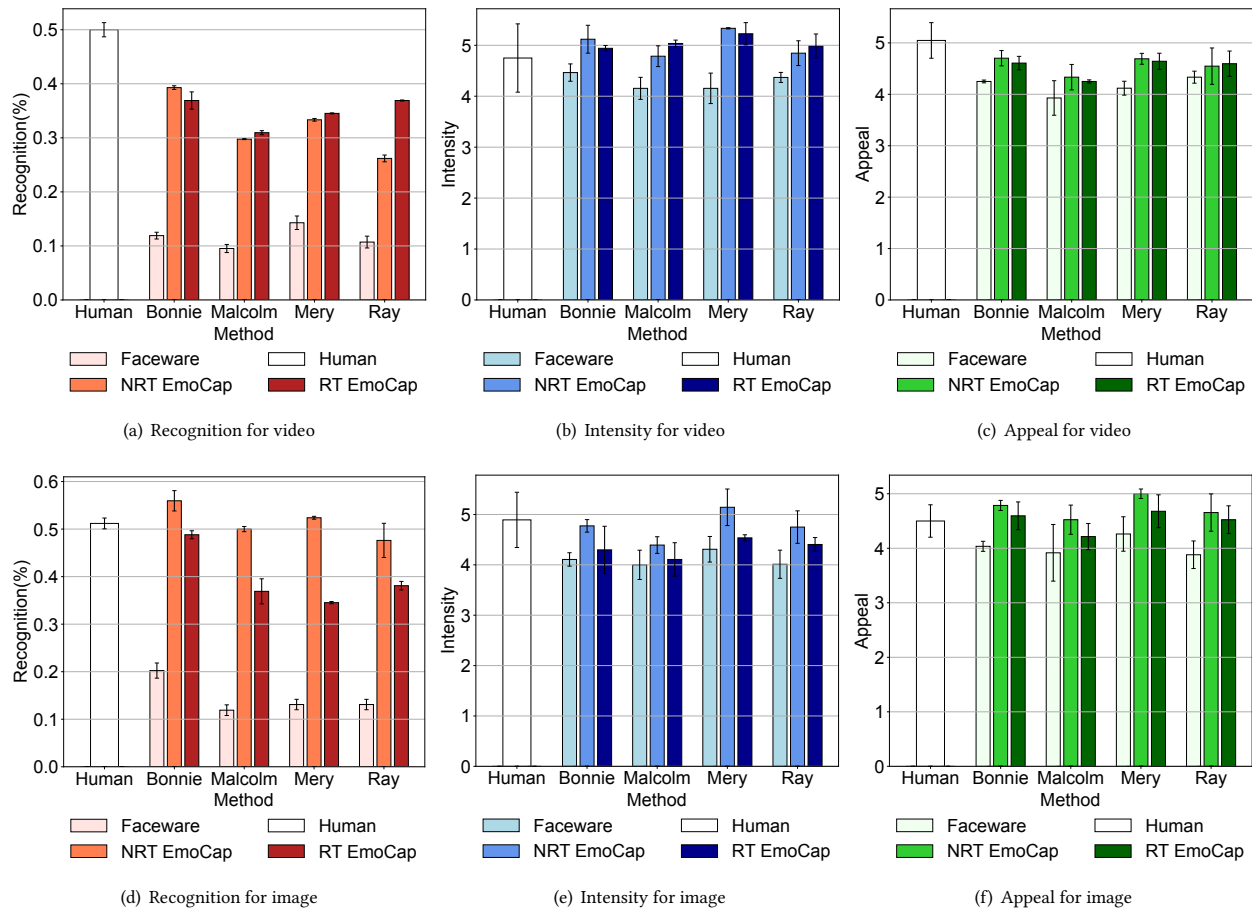 0.5
0.4
0.3
0.2
0.1
0.0
Recognition(%)
Human Bonnie Malcolm Mery Ray
Method
Faceware Human
NRT EmoCap RT EmoCap
(a) Recognition for video
5
4
3
2
1
0
Intensity
Human Bonnie Malcolm Mery Ray
Method
Faceware Human
NRT EmoCap RT EmoCap
(b) Intensity for video
5
4
3
2
1
0
Appeal
Human Bonnie Malcolm Mery Ray
Method
Faceware Human
NRT EmoCap RT EmoCap
(c) Appeal for video
0.6
0.5
0.4
0.3
0.2
0.1
0.0
Recognition(%)
Human Bonnie Malcolm Mery Ray
Method
Faceware Human
NRT EmoCap RT EmoCap
(d) Recognition for image
5
4
3
2
1
0
Intensity
Human Bonnie Malcolm Mery Ray
Method
Faceware Human
NRT EmoCap RT EmoCap
(e) Intensity for image
5
4
3
2
1
0
Appeal
Human Bonnie Malcolm Mery Ray
Method
Faceware Human
NRT EmoCap RT EmoCap
(f) Appeal for image